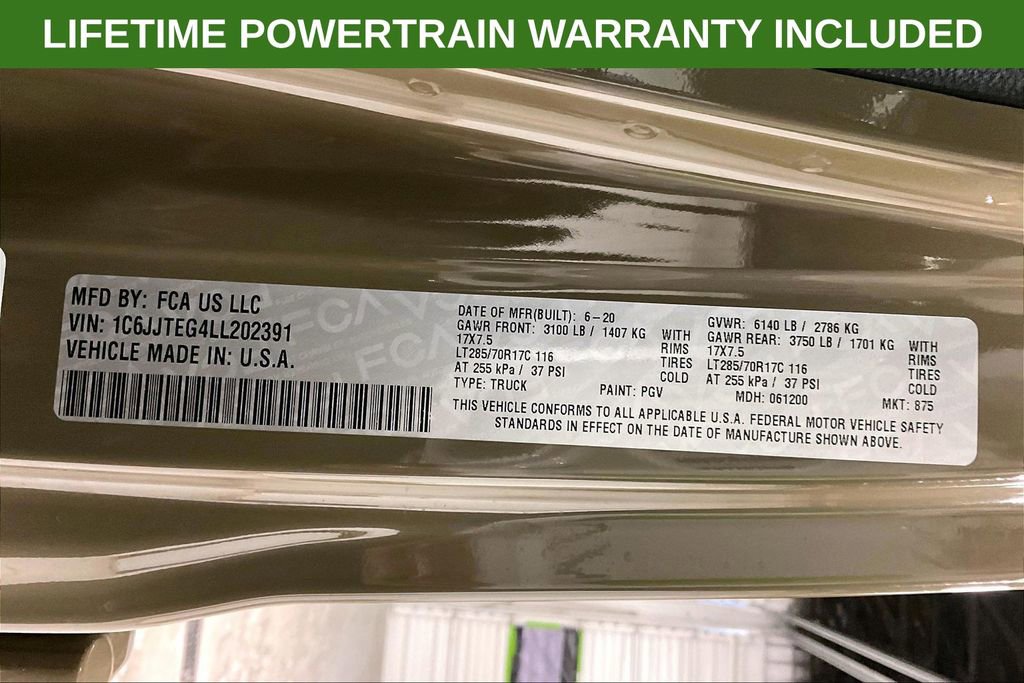 LIFETIME POWERTRAIN WARRANTY INCLUDED
MFD BY: FCA US LLC
VIN: 1C6JJTEG4LL202391
VEHICLE MADE IN: U.S.A.
DATE OF MFR(BUILT): 6-20
GAWR FRONT: 3100 LB / 1407 KG WITH
17X7.5 RIMS
LT285/70R17C 116 TIRES
AT 255 kPa / 37 PSI COLD
TYPE: TRUCK PAINT: PGV
GVWR: 6140 LB / 2786 KG
GAWR REAR: 3750 LB / 1701 KG WITH
17X7.5 RIMS
LT285/70R17C 116 TIRES
AT 255 kPa / 37 PSI COLD
MDH: 061200 MKT: 875
THIS VEHICLE CONFORMS TO ALL APPLICABLE U.S.A. FEDERAL MOTOR VEHICLE SAFETY
STANDARDS IN EFFECT ON THE DATE OF MANUFACTURE SHOWN ABOVE.